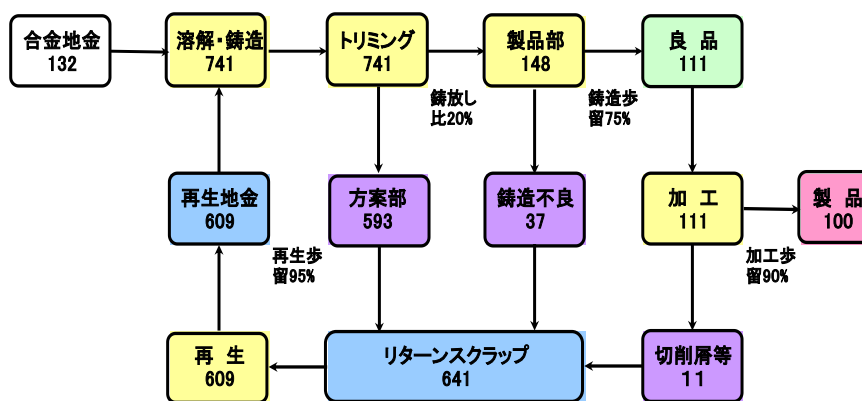 合金地金
132
溶解・鋳造
741
トリミング
741
製品部
148
良　品
111
鋳放し
比20%
鋳造歩
留75%
再生地金
609
方案部
593
鋳造不良
37
加　工
111
製　品
100
再生歩
留95%
加工歩
留90%
再　生
609
リターンスクラップ
641
切削屑等
11